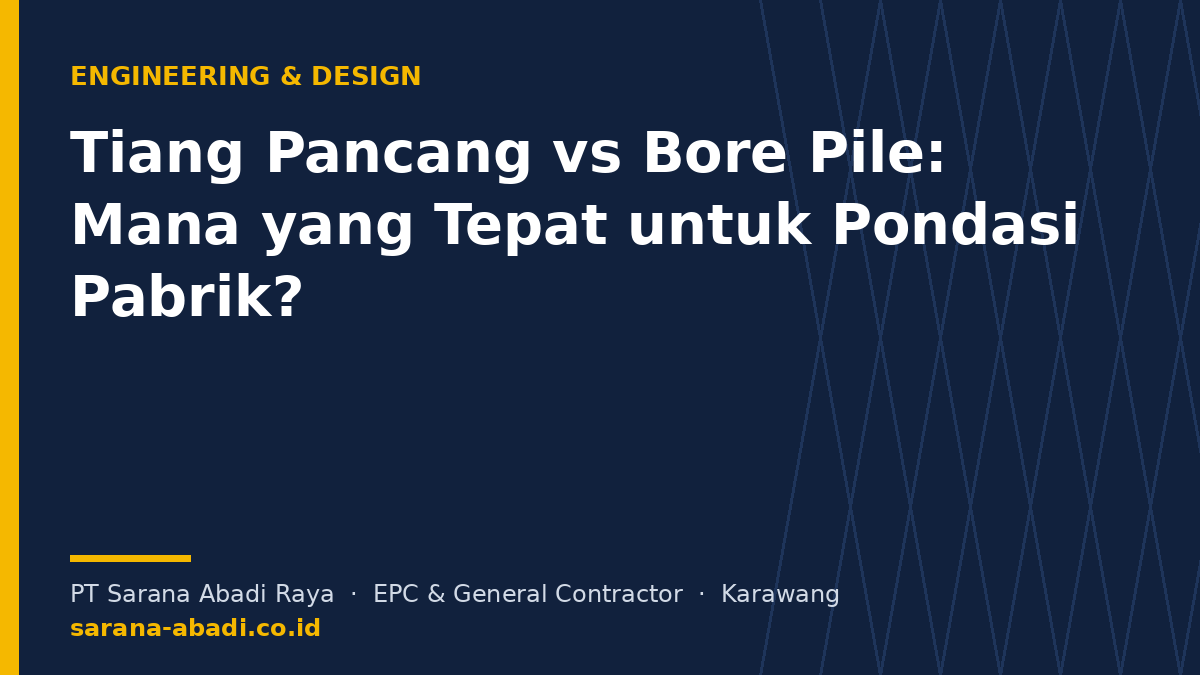 ENGINEERING & DESIGN
Tiang Pancang vs Bore Pile:
Mana yang Tepat untuk Pondasi
Pabrik?
PT Sarana Abadi Raya · EPC & General Contractor · Karawang
sarana-abadi.co.id